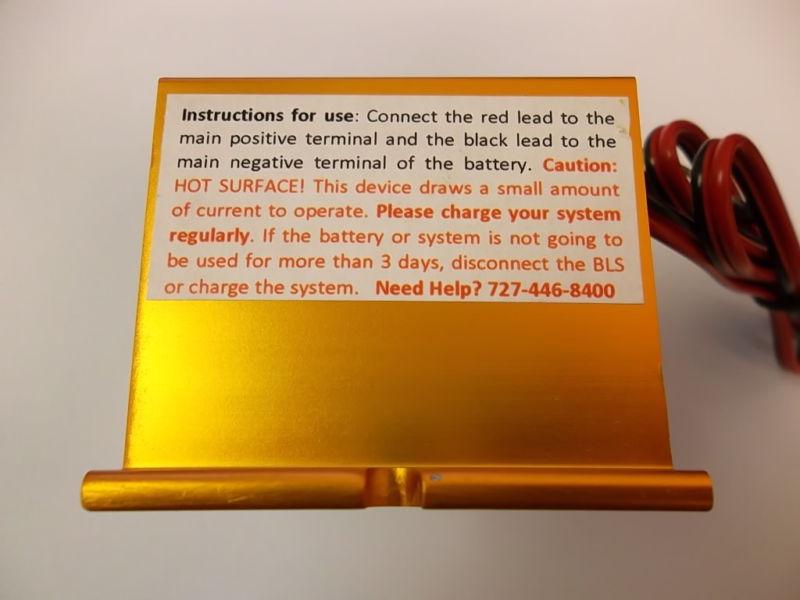 Instructions for use: Connect the red lead to the
main positive terminal and the black lead to the
main negative terminal of the battery. Caution:
HOT SURFACE! This device draws a small amount
of current to operate. Please charge your system
regularly. If the battery or system is not going to
be used for more than 3 days, disconnect the BLS
or charge the system. Need Help? 727-446-8400